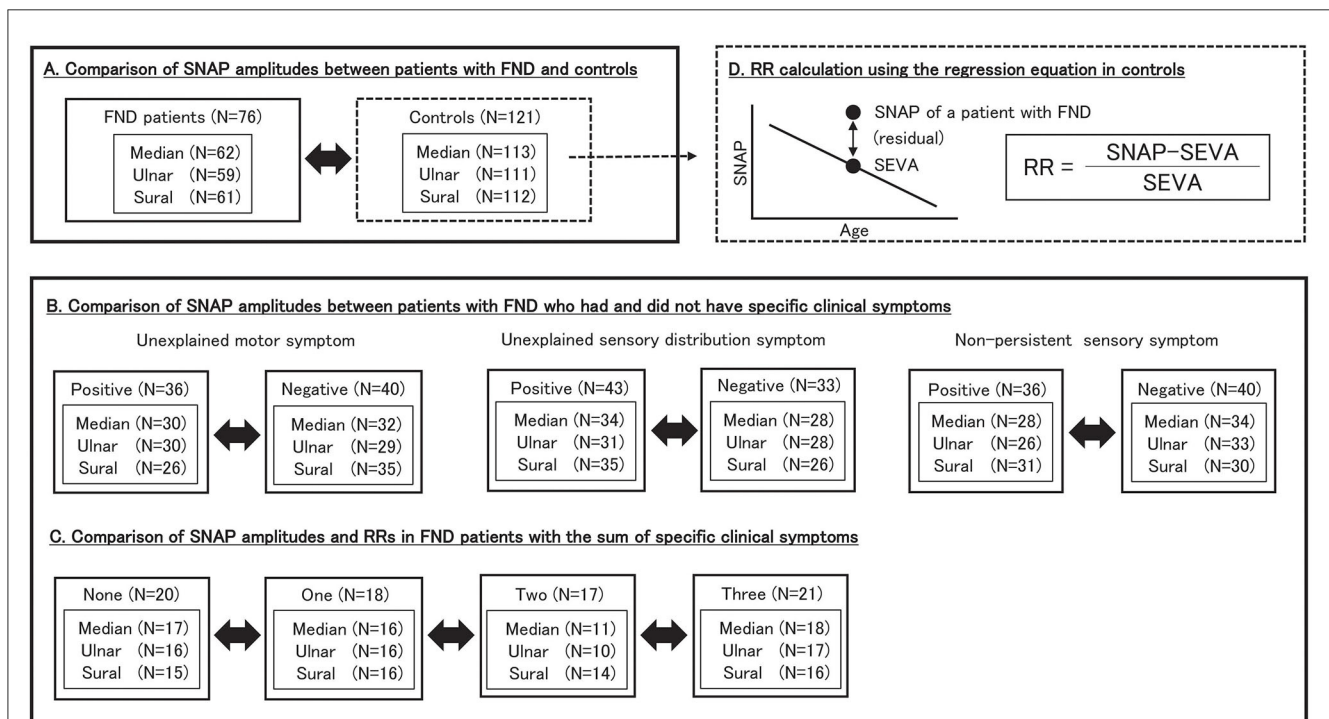 A. Comparison of SNAP amplitudes between patients with FND and controls
FND patients (N=76)
Median (N=62)
Ulnar (N=59)
Sural (N=61)
Controls (N=121)
Median (N=113)
Ulnar (N=111)
Sural (N=112)
D. RR calculation using the regression equation in controls
SNAP
Age
SNAP of a patient with FND
(residual)
SEVA
RR = SNAP-SEVA
SEVA
B. Comparison of SNAP amplitudes between patients with FND who had and did not have specific clinical symptoms
Unexplained motor symptom
Positive (N=36)
Median (N=30)
Ulnar (N=30)
Sural (N=26)
Negative (N=40)
Median (N=32)
Ulnar (N=29)
Sural (N=35)
Unexplained sensory distribution symptom
Positive (N=43)
Median (N=34)
Ulnar (N=31)
Sural (N=35)
Negative (N=33)
Median (N=28)
Ulnar (N=28)
Sural (N=26)
Non-persistent sensory symptom
Positive (N=36)
Median (N=28)
Ulnar (N=26)
Sural (N=31)
Negative (N=40)
Median (N=34)
Ulnar (N=33)
Sural (N=30)
C. Comparison of SNAP amplitudes and RRs in FND patients with the sum of specific clinical symptoms
None (N=20)
Median (N=17)
Ulnar (N=16)
Sural (N=15)
One (N=18)
Median (N=16)
Ulnar (N=16)
Sural (N=16)
Two (N=17)
Median (N=11)
Ulnar (N=10)
Sural (N=14)
Three (N=21)
Median (N=18)
Ulnar (N=17)
Sural (N=16)